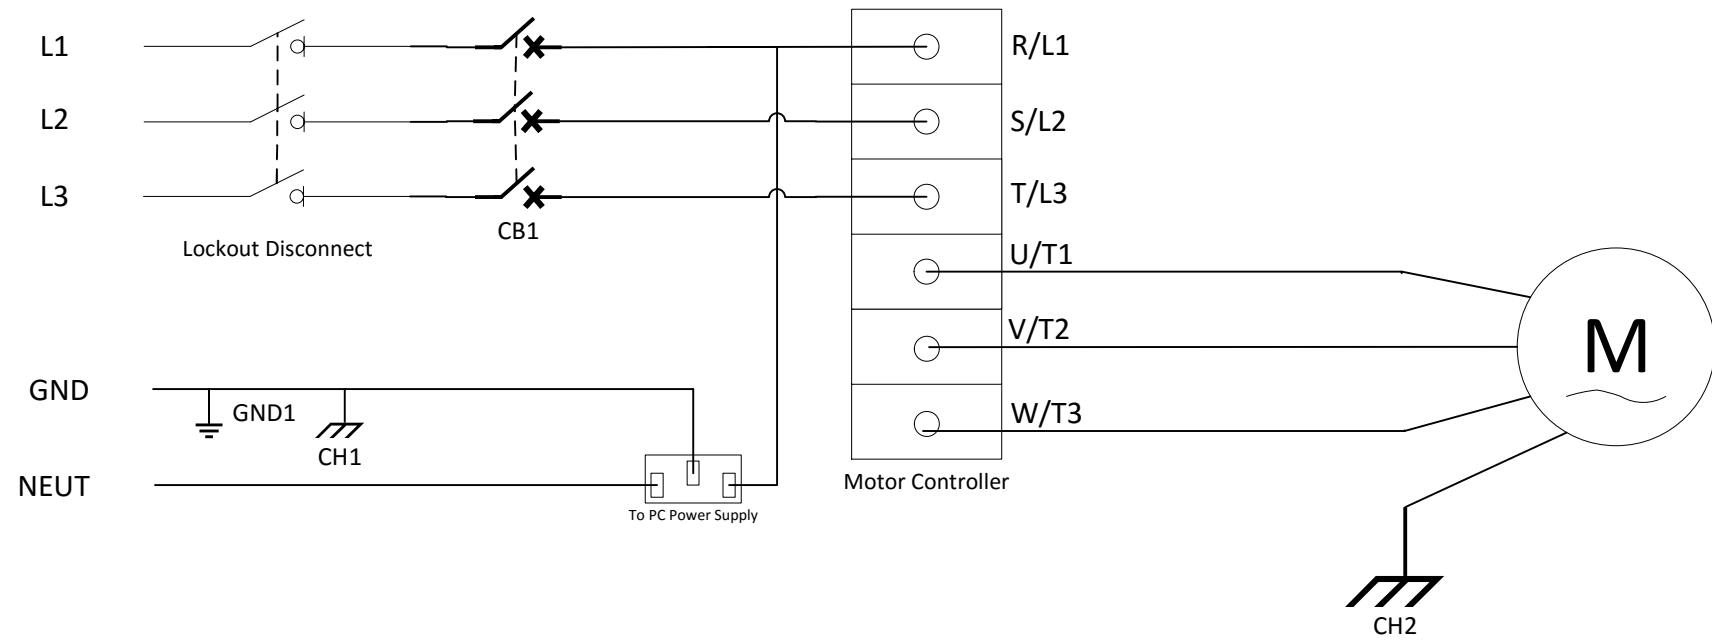 L1
R/L1
L2
S/L2
L3
T/L3
CB1
Lockout Disconnect
U/T1
V/T2
M
GND
GND1
W/T3
CH1
NEUT
Motor Controller
To PC Power Supply
CH2